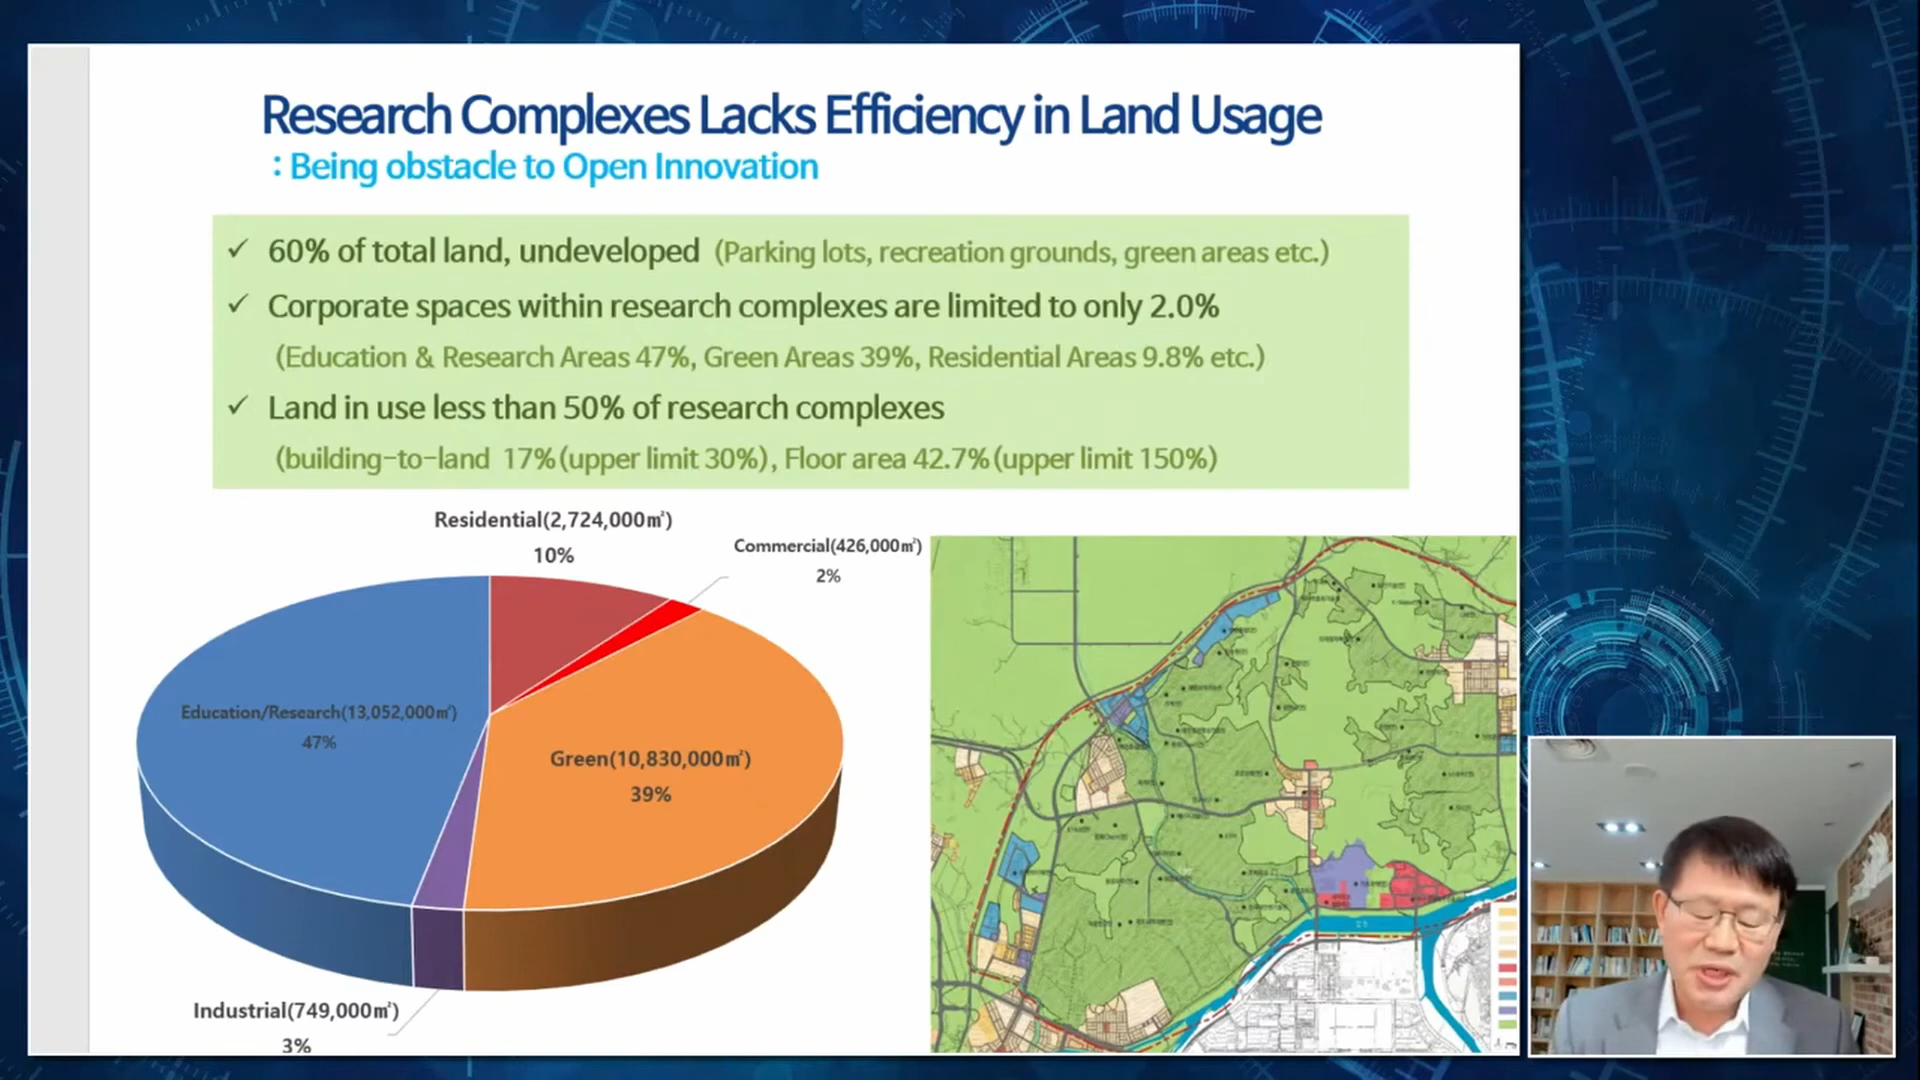 Research Complexes Lacks Efficiency in Land Usage
: Being obstacle to Open Innovation
✓ 60% of total land, undeveloped (Parking lots, recreation grounds, green areas etc.)
✓ Corporate spaces within research complexes are limited to only 2.0%
(Education & Research Areas 47%, Green Areas 39%, Residential Areas 9.8% etc.)
✓ Land in use less than 50% of research complexes
(building-to-land 17%(upper limit 30%), Floor area 42.7%(upper limit 150%)
Residential(2,724,000㎡)
10%
Commercial(426,000㎡)
2%
Education/Research(13,052,000㎡)
47%
Green(10,830,000㎡)
39%
Industrial(749,000㎡)
3%